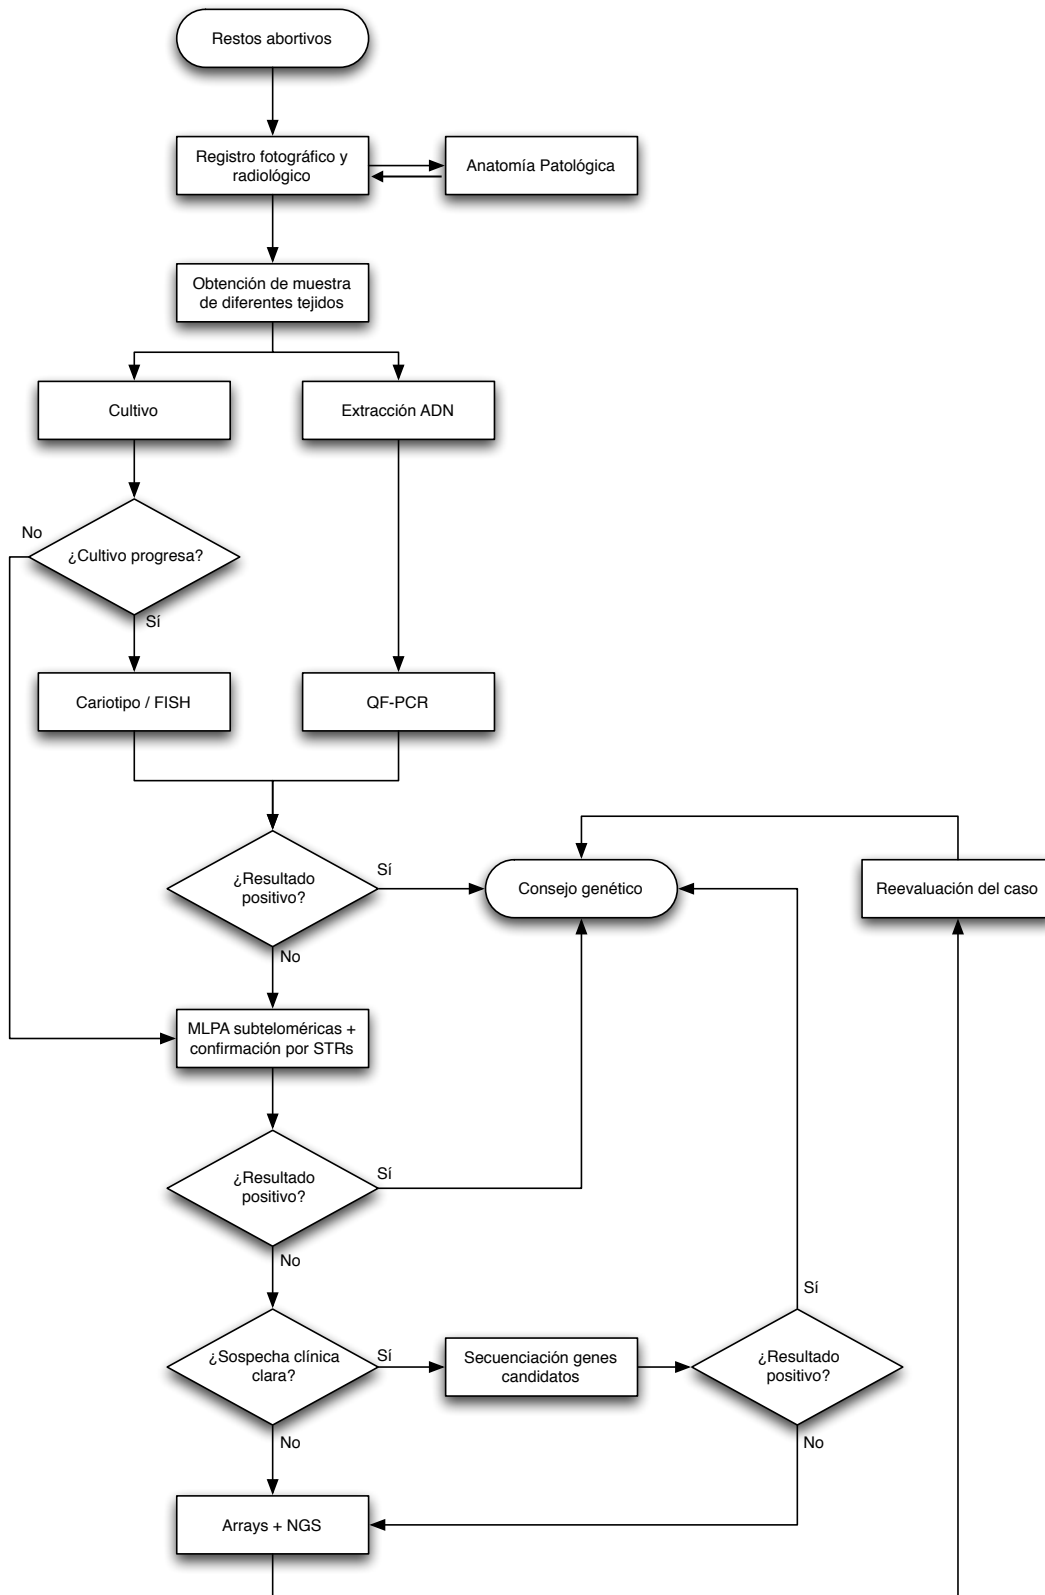 Restos abortivos
Registro fotográfico y
radiológico
Anatomía Patológica
Obtención de muestra
de diferentes tejidos
Cultivo
Extracción ADN
No
¿Cultivo progresa?
Sí
Cariotipo / FISH
QF-PCR
¿Resultado
positivo?
Sí
Consejo genético
Reevaluación del caso
No
MLPA subteloméricas +
confirmación por STRs
¿Resultado
positivo?
Sí
No
¿Sospecha clínica
clara?
Sí
Secuenciación genes
candidatos
Sí
¿Resultado
positivo?
No
No
Arrays + NGS